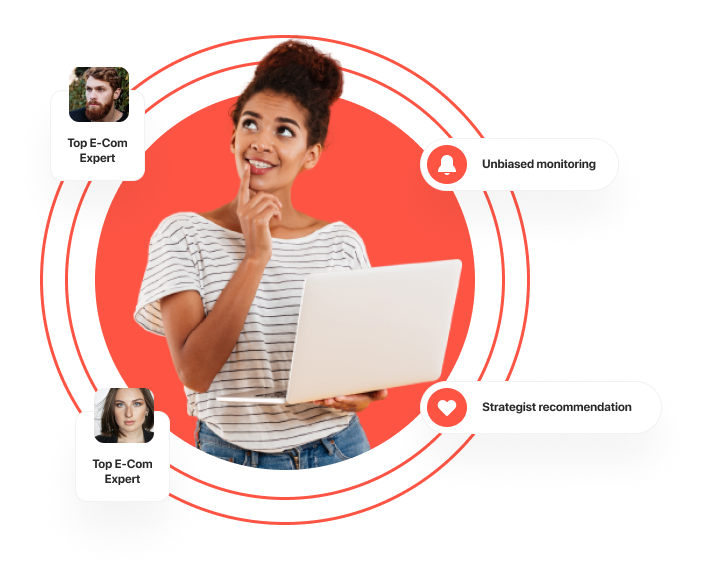 Top E-Com
Expert
Unbiased monitoring
Strategist recommendation
Top E-Com
Expert